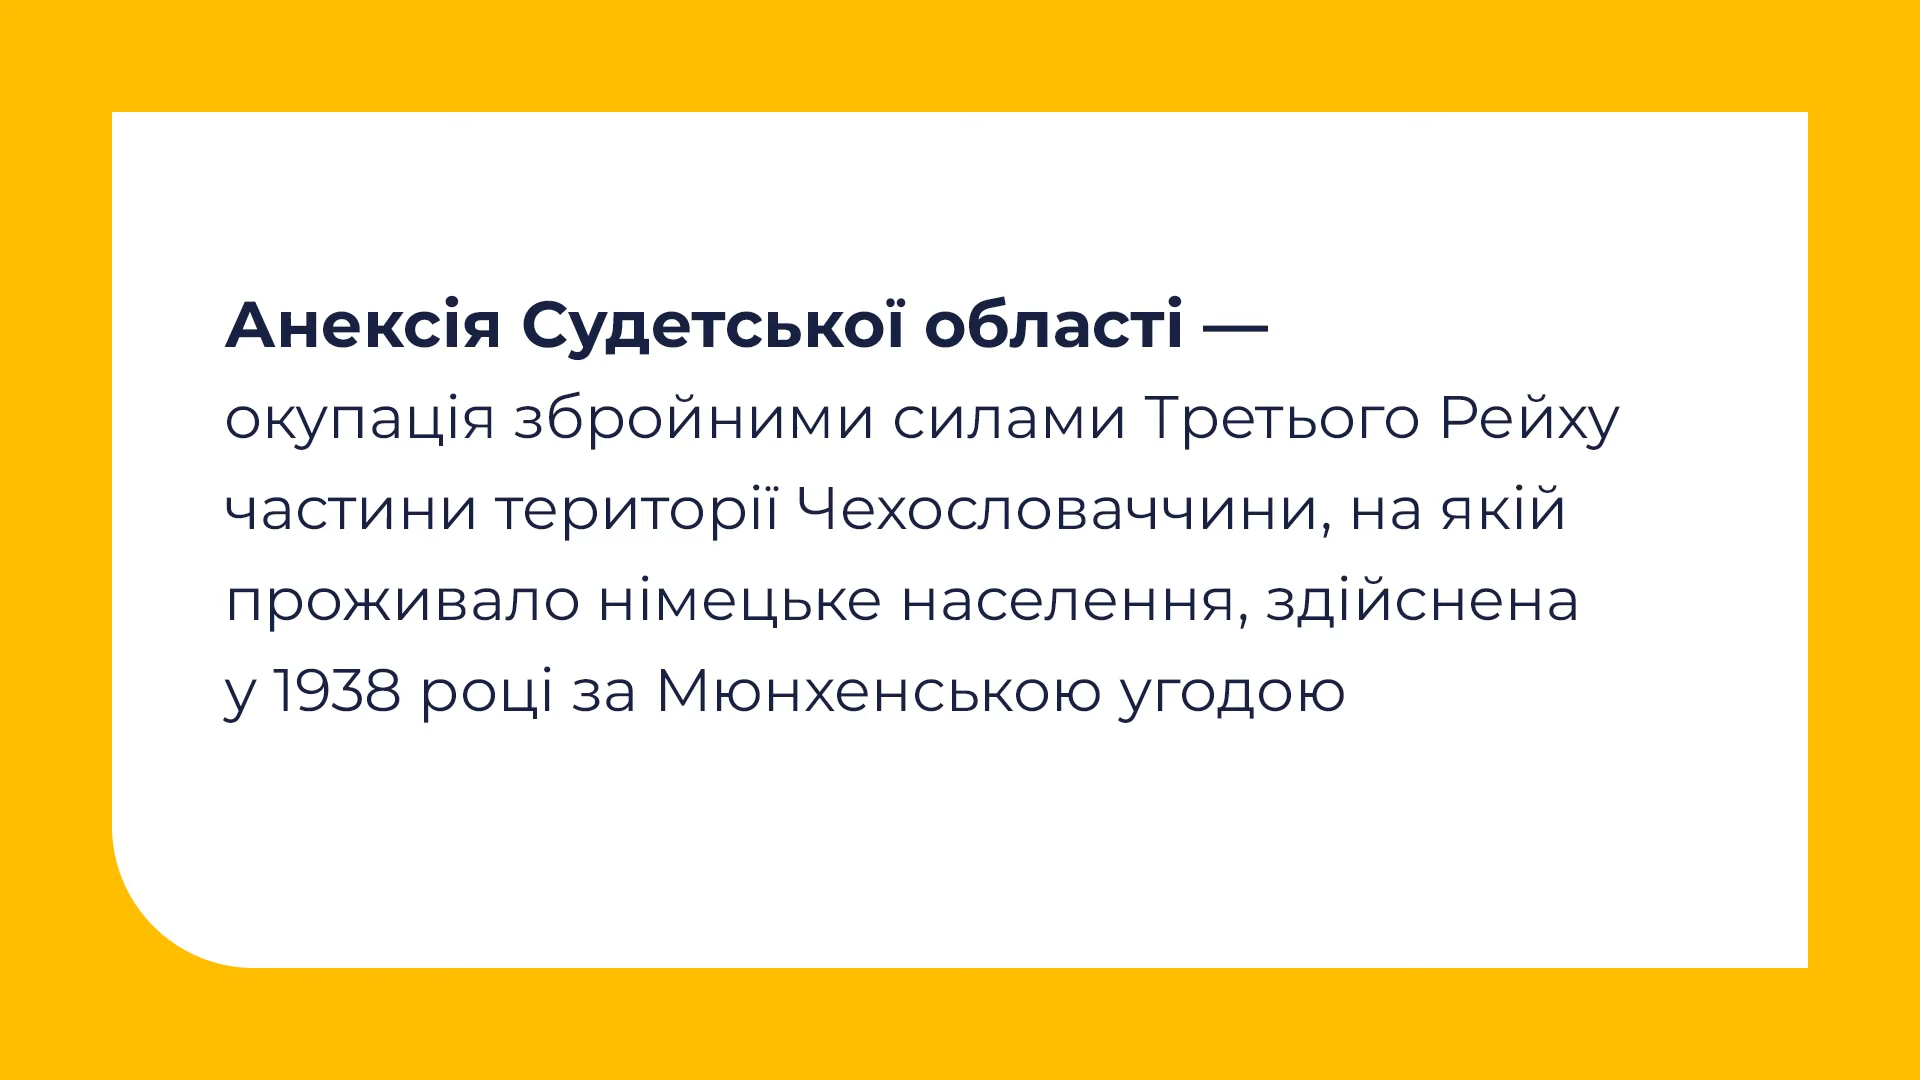 Анексія Судетської області —
окупація збройними силами Третього Рейху
частини території Чехословаччини, на якій
проживало німецьке населення, здійснена
у 1938 році за Мюнхенською угодою